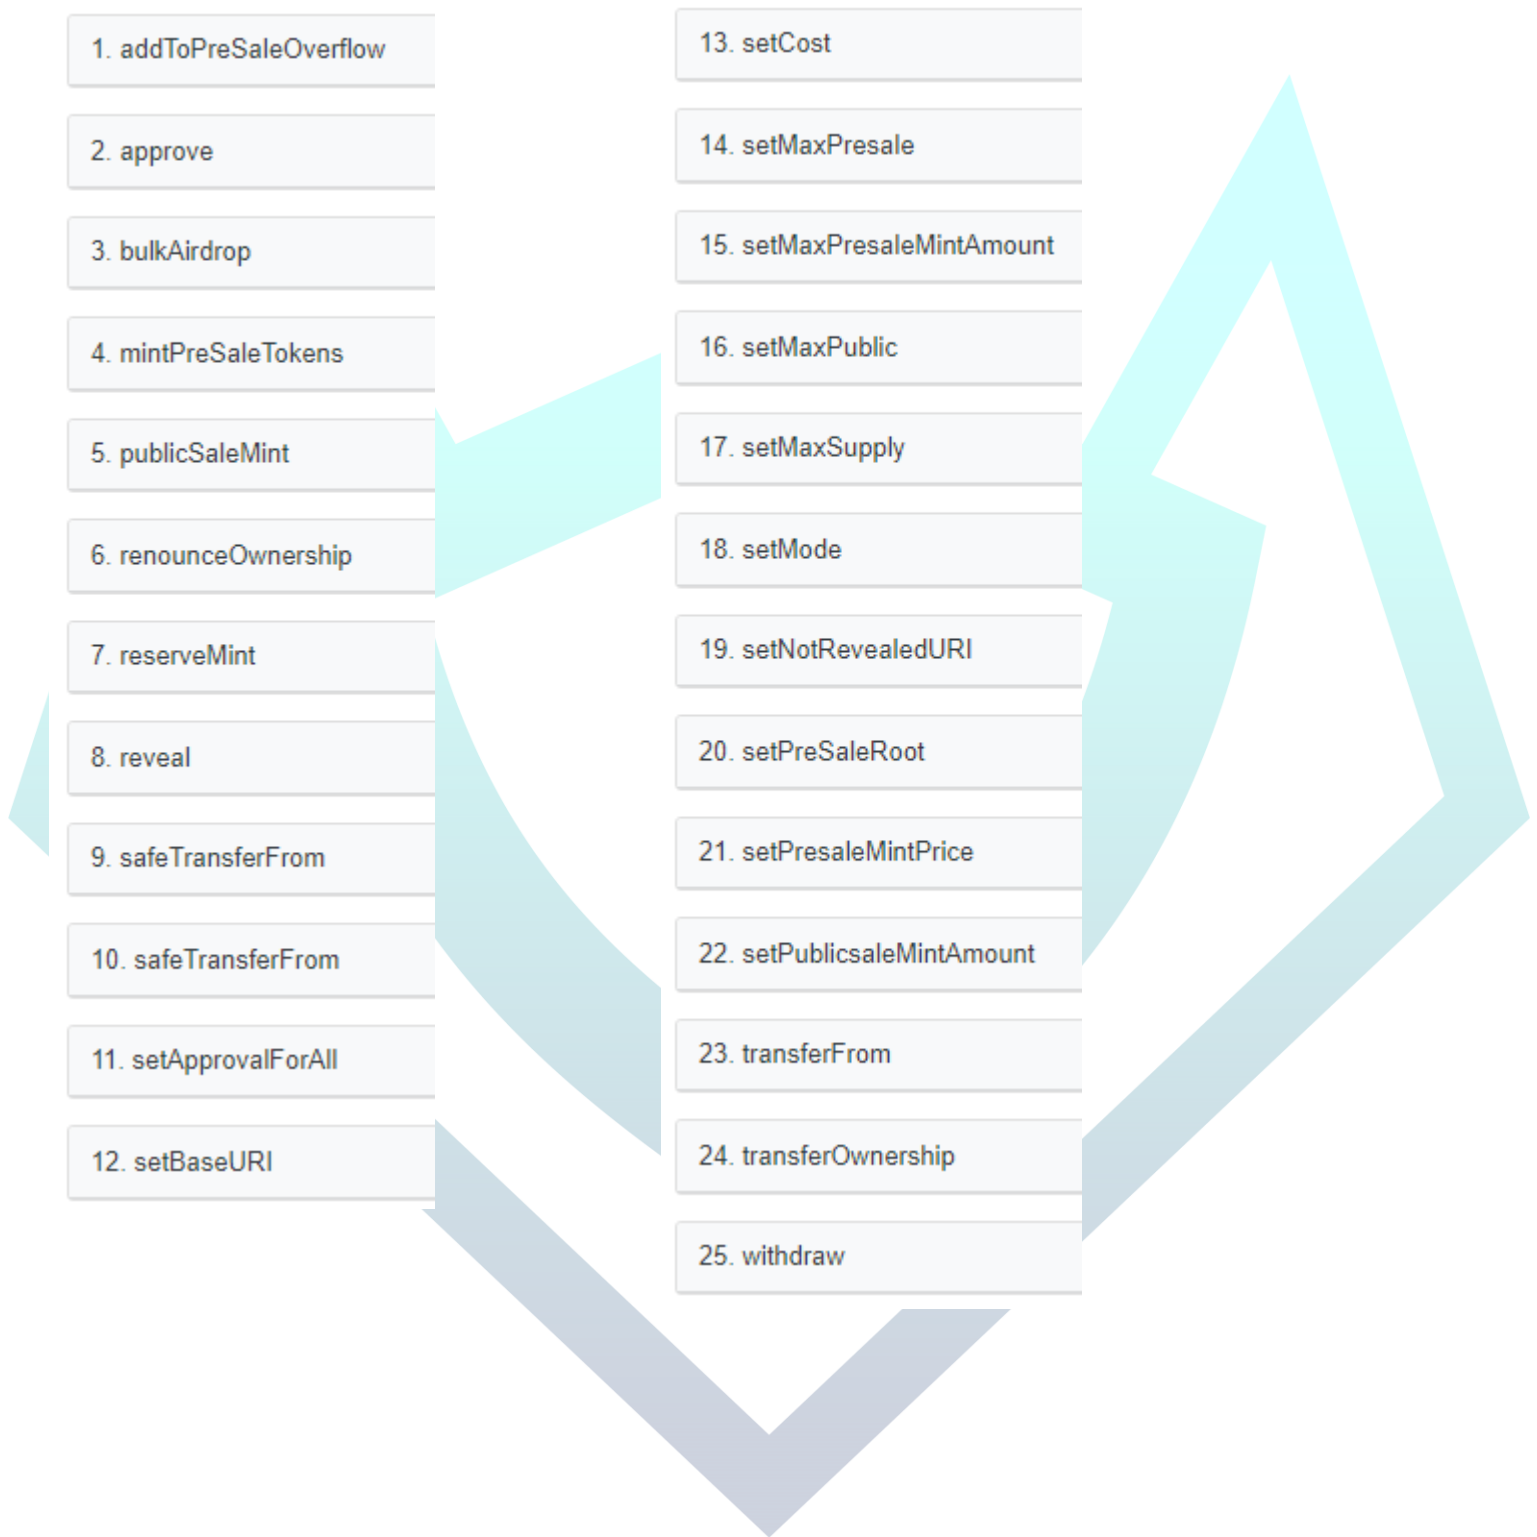 1. addToPreSaleOverflow
2. approve
3. bulkAirdrop
4. mintPreSaleTokens
5. publicSaleMint
6. renounceOwnership
7. reserveMint
8. reveal
9. safeTransferFrom
10. safeTransferFrom
11. setApprovalForAll
12. setBaseURI
13. setCost
14. setMaxPresale
15. setMaxPresaleMintAmount
16. setMaxPublic
17. setMaxSupply
18. setMode
19. setNotRevealedURI
20. setPreSaleRoot
21. setPresaleMintPrice
22. setPublicsaleMintAmount
23. transferFrom
24. transferOwnership
25. withdraw